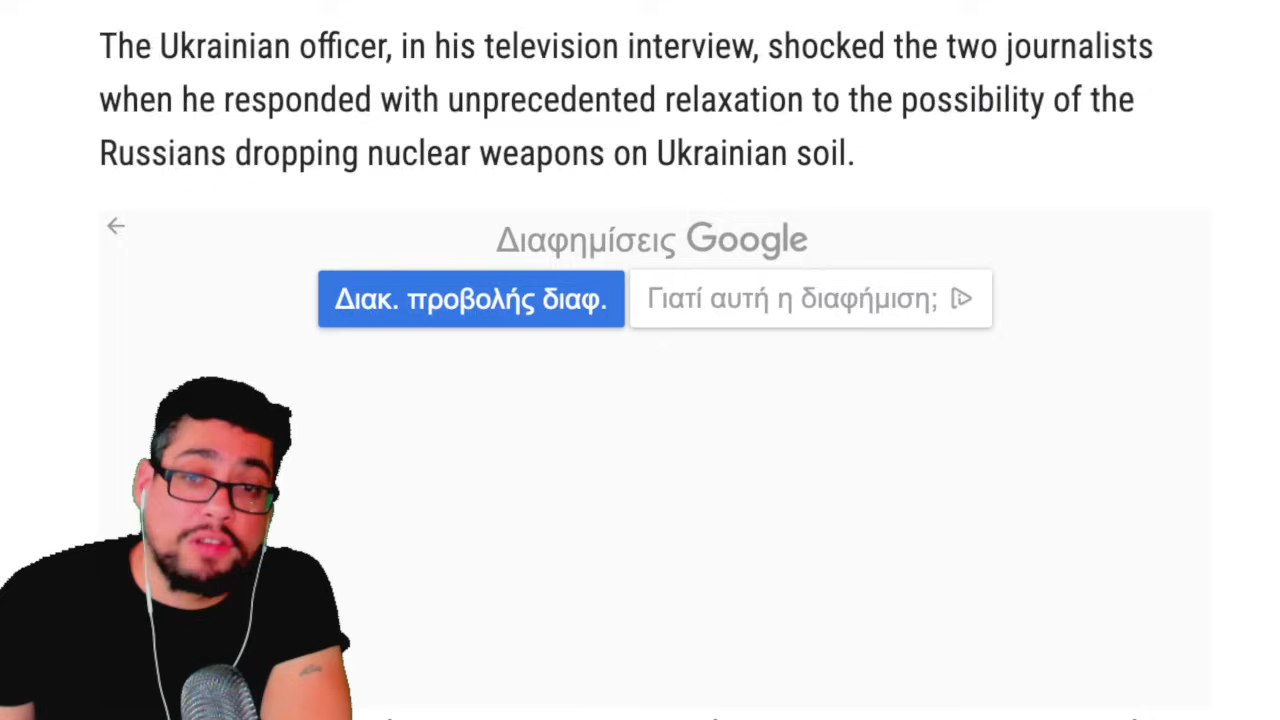 The Ukrainian officer, in his television interview, shocked the two journalists
when he responded with unprecedented relaxation to the possibility of the
Russians dropping nuclear weapons on Ukrainian soil.
Διαφημίσεις Google
Διακ. προβολής διαφ.
Γιατί αυτή η διαφήμιση;